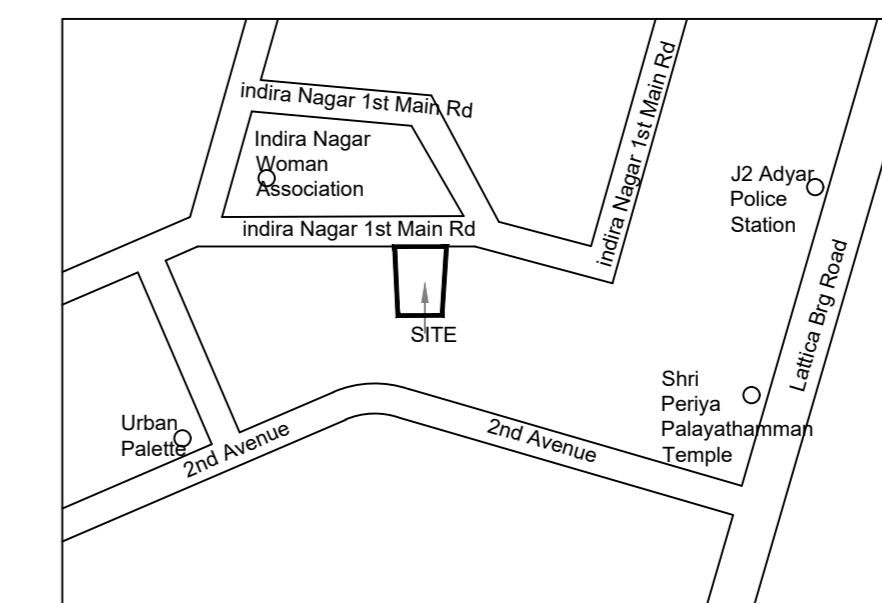 indira Nagar 1st Main Rd
Indira Nagar
Woman
Association
indira Nagar 1st Main Rd
indira Nagar 1st Main Rd
J2 Adyar
Police
Station
Lattica Brg Road
SITE
Shri
Periya
Palayathamman
Temple
Urban
Palette
2nd Avenue
2nd Avenue